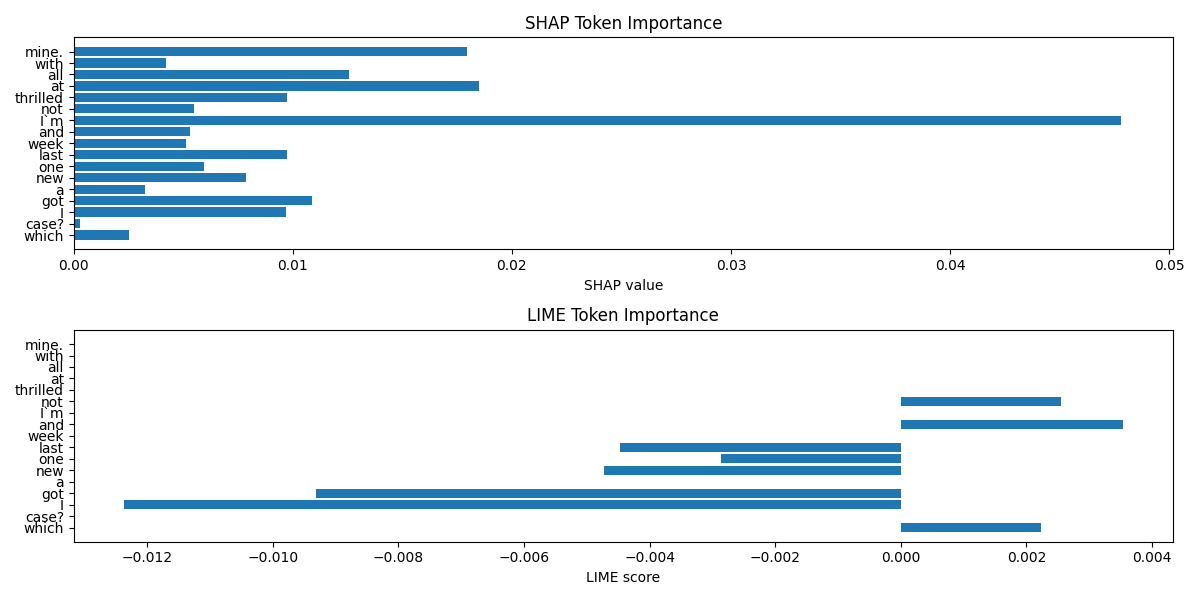 SHAP Token Importance
mine.
with
all
at
thrilled
not
I`m
and
week
last
one
new
a
got
I
case?
which
0.00 0.01 0.02 0.03 0.04 0.05
SHAP value
LIME Token Importance
mine.
with
all
at
thrilled
not
I`m
and
week
last
one
new
a
got
I
case?
which
−0.012 −0.010 −0.008 −0.006 −0.004 −0.002 0.000 0.002 0.004
LIME score